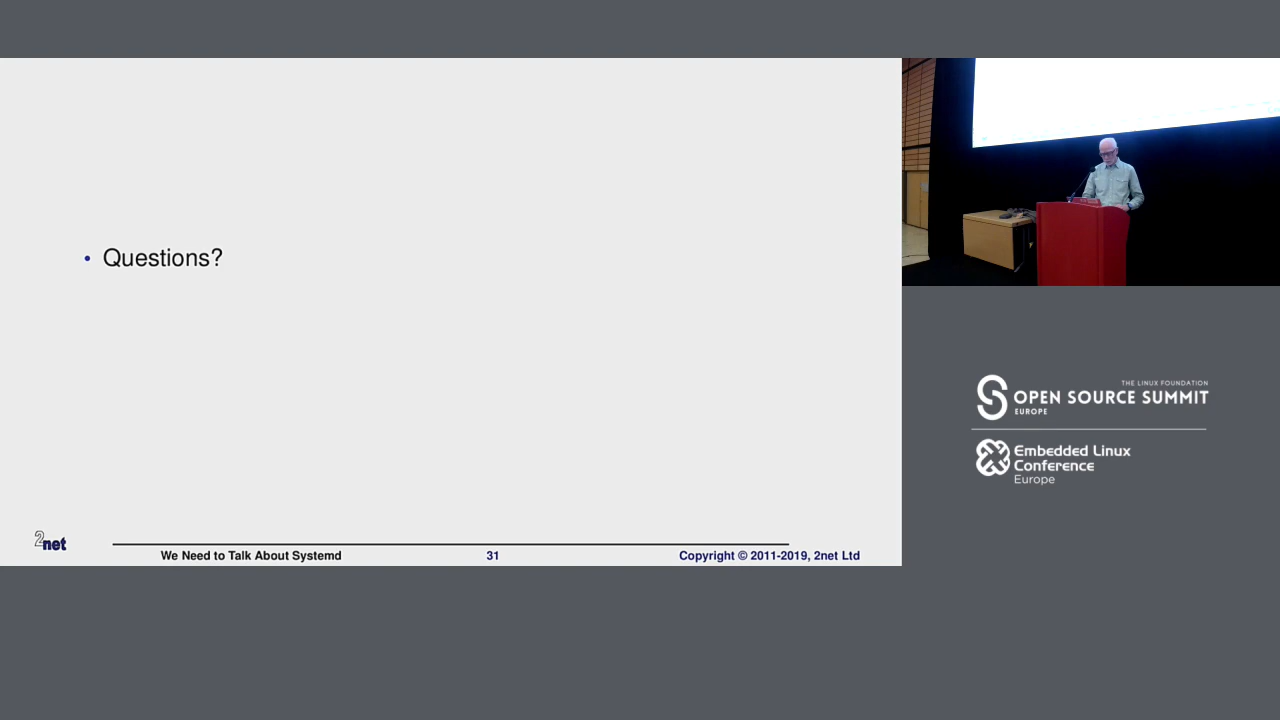 • Questions?
2net
We Need to Talk About Systemd
31
Copyright © 2011-2019, 2net Ltd
THE LINUX FOUNDATION
OPEN SOURCE SUMMIT
EUROPE
Embedded Linux
Conference
Europe